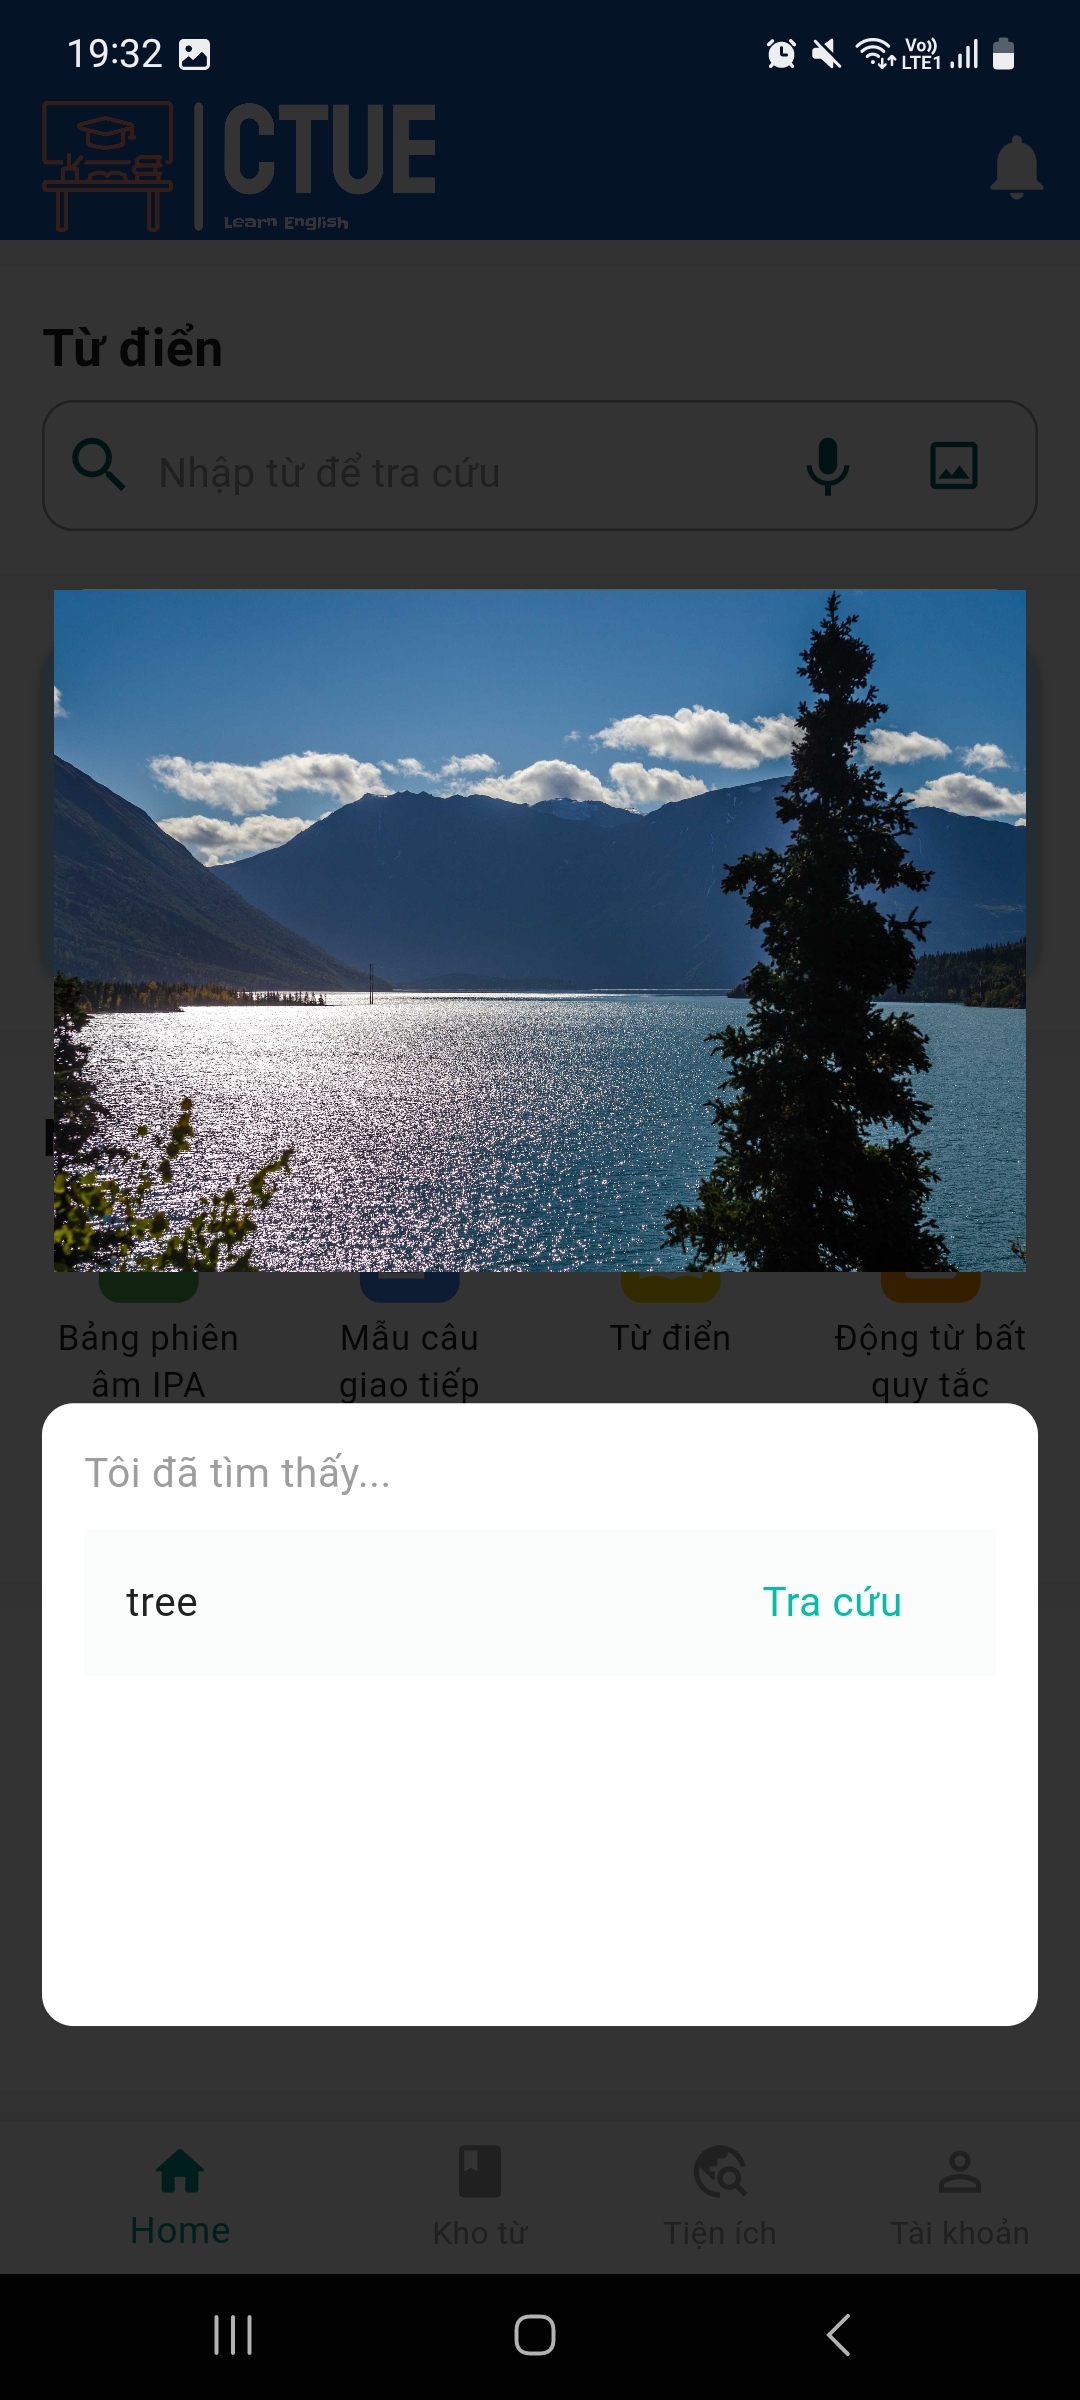 19:32
Vo))
LTE1
CTUE
Learn English
Từ điển
Nhập từ để tra cứu
Bảng phiên
âm IPA
Mẫu câu
giao tiếp
Từ điển
Động từ bất
quy tắc
Tôi đã tìm thấy...
tree
Tra cứu
Home
Kho từ
Tiện ích
Tài khoản